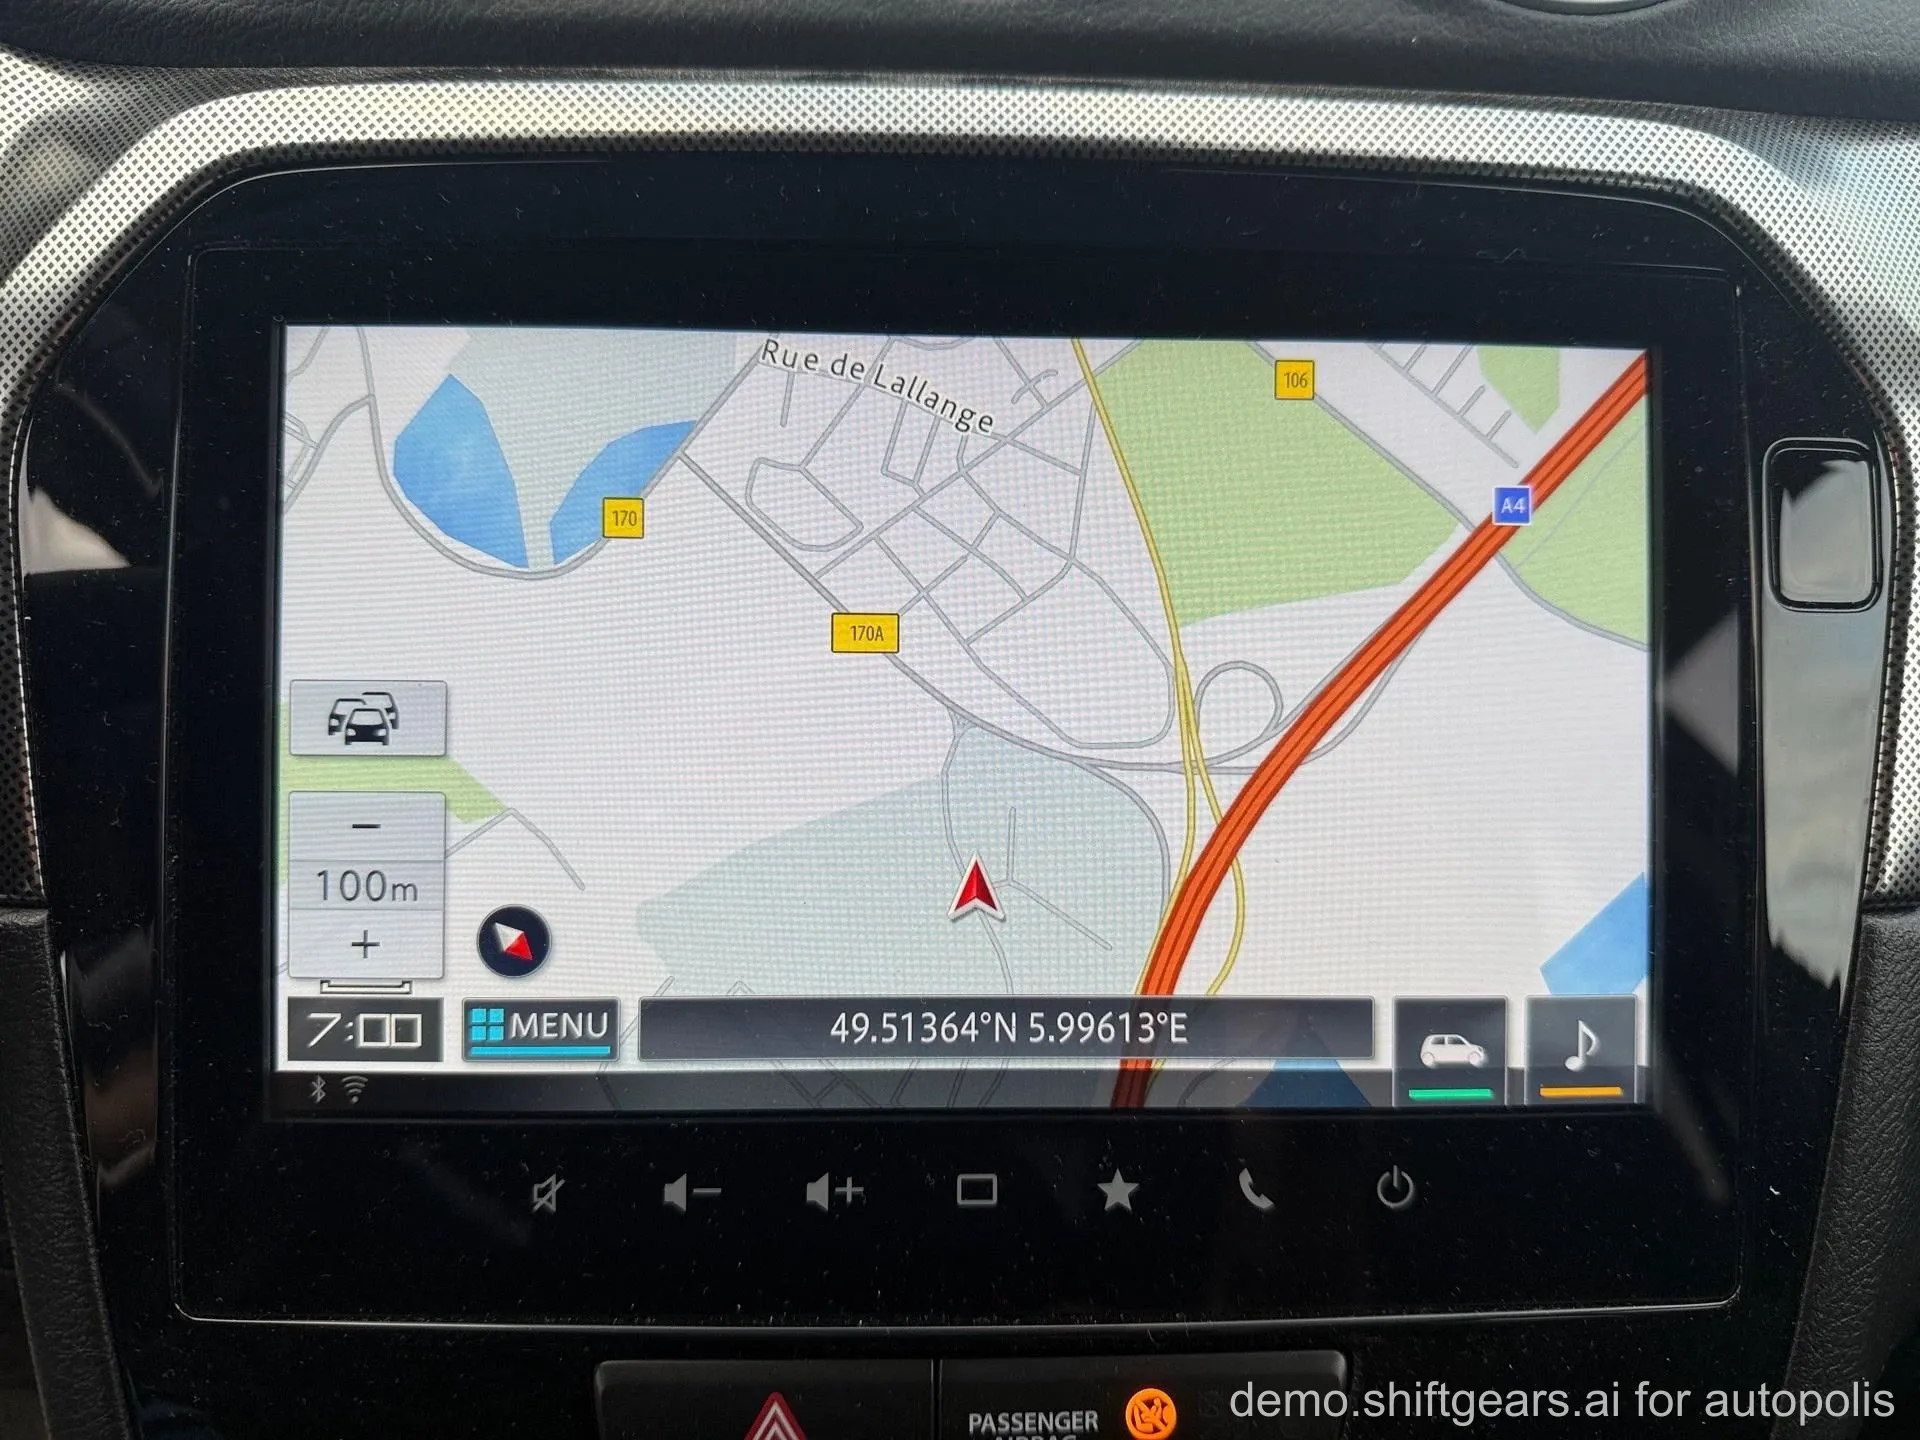 Rue de Lallange
106
A4
170
170A
100m
7:00
MENU
49.51364°N 5.99613°E
PASSENGER
AIRBAG
demo.shiftgears.ai for autopolis